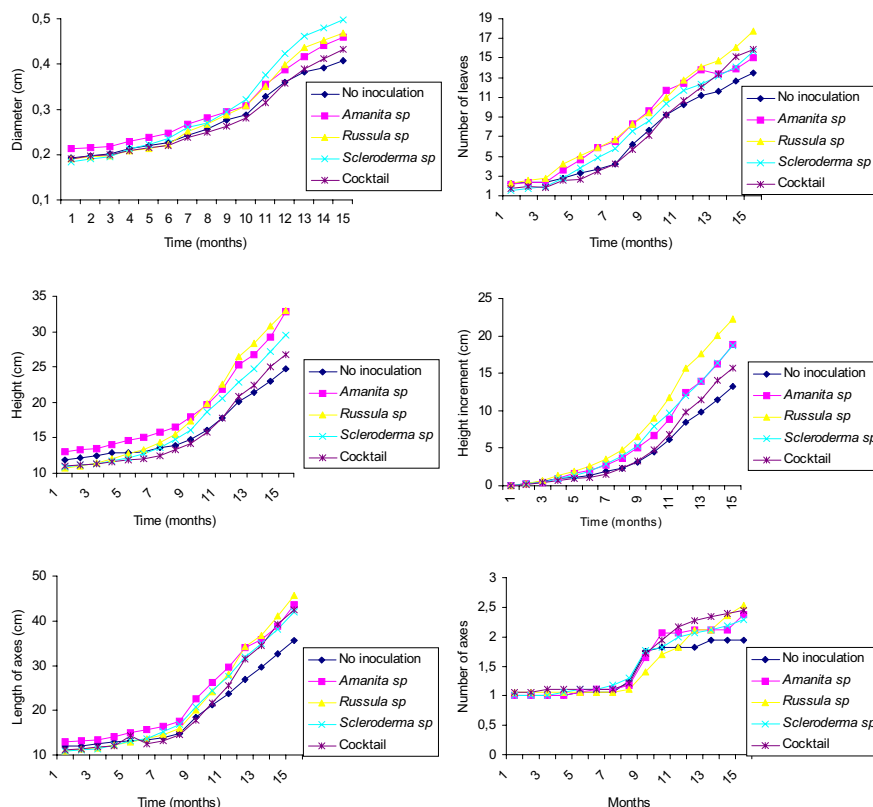 Diameter (cm)
0,5
0,4
0,3
0,2
0,1
1 2 3 4 5 6 7 8 9 10 11 12 13 14 15
Time (months)
No inoculation
Amanita sp
Russula sp
Scleroderma sp
Cocktail
Number of leaves
19
17
15
13
11
9
7
5
3
1
1 3 5 7 9 11 13 15
Time (months)
No inoculation
Amanita sp
Russula sp
Scleroderma sp
Cocktail
Height (cm)
35
30
25
20
15
10
1 3 5 7 9 11 13 15
Time (months)
No inoculation
Amanita sp
Russula sp
Scleroderma sp
Cocktail
Height increment (cm)
25
20
15
10
5
0
1 3 5 7 9 11 13 15
Time (months)
No inoculation
Amanita sp
Russula sp
Scleroderma sp
Cocktail
Length of axes (cm)
50
40
30
20
10
1 3 5 7 9 11 13 15
Time (months)
No inoculation
Amanita sp
Russula sp
Scleroderma sp
Cocktail
Number of axes
3
2,5
2
1,5
1
0,5
0
1 3 5 7 9 11 13 15
Months
No inoculation
Amanita sp
Russula sp
Scleroderma sp
Cocktail